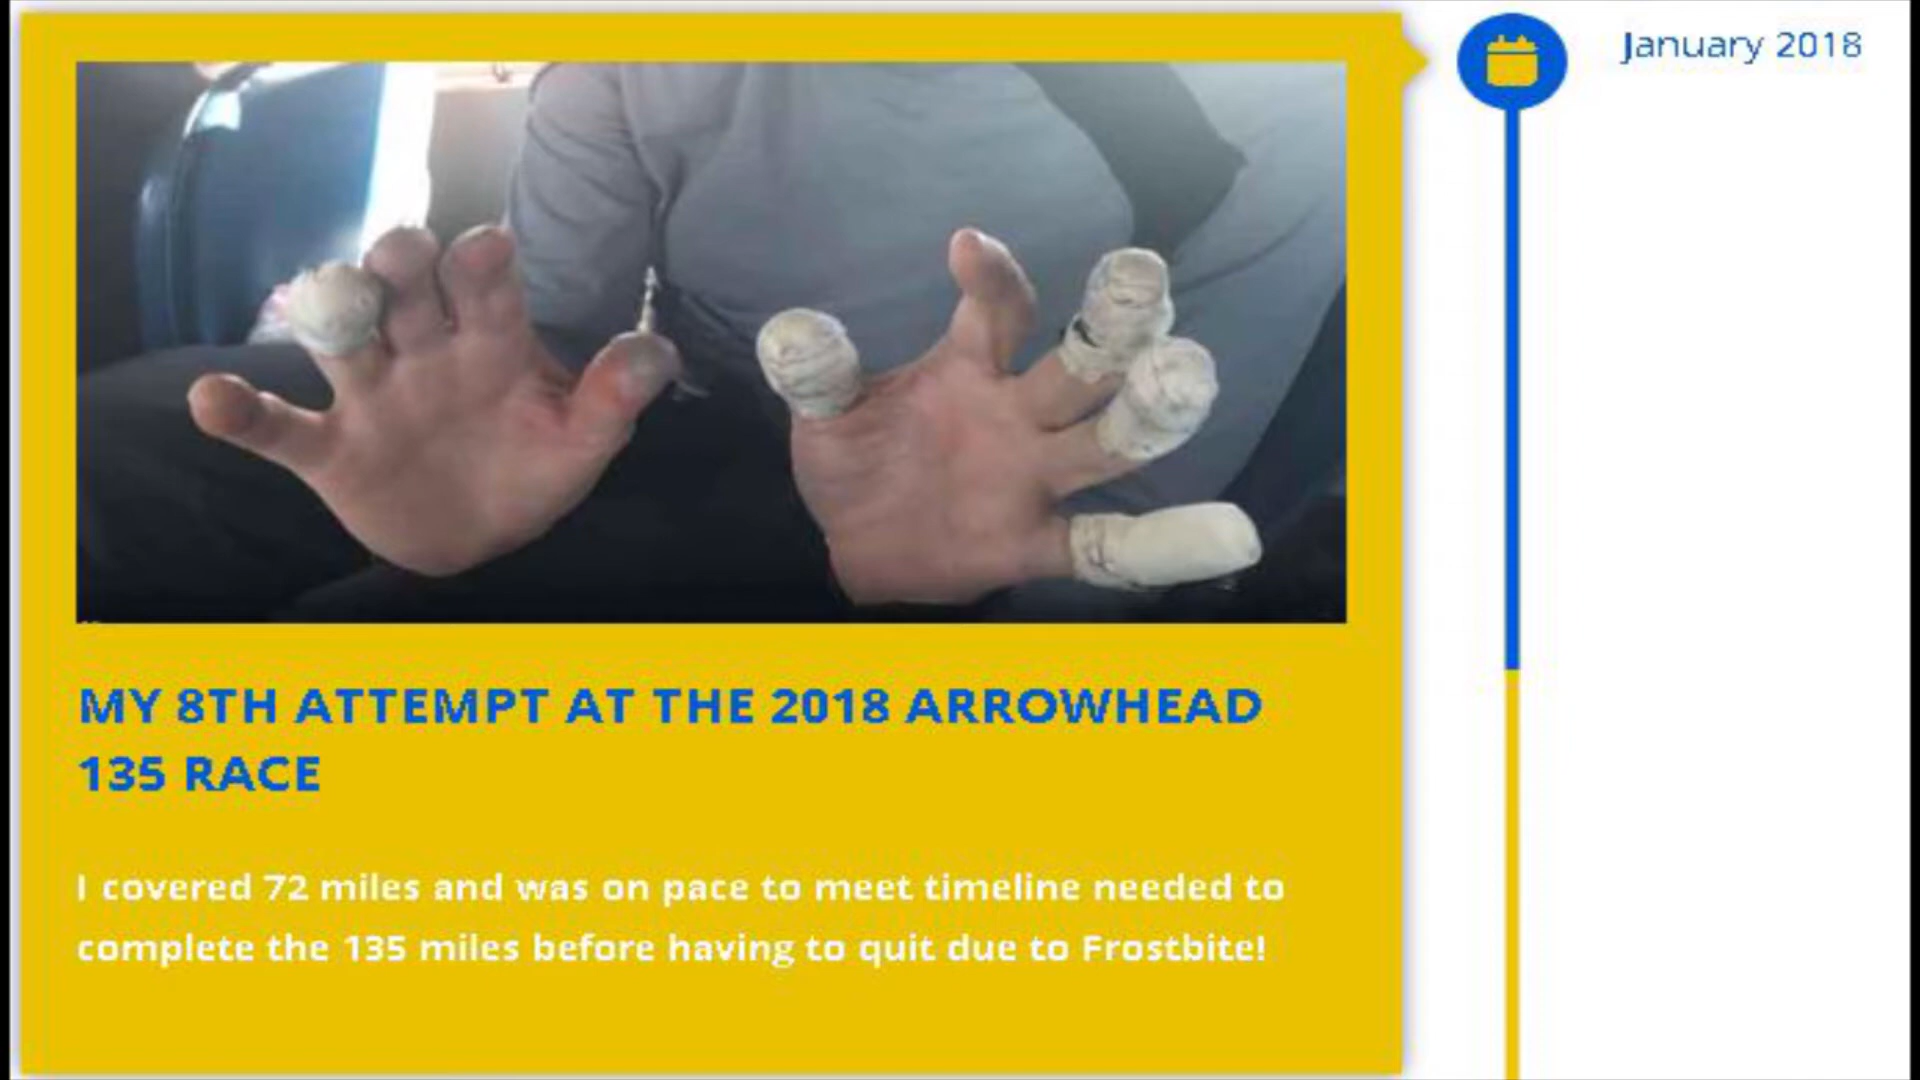 January 2018
MY 8TH ATTEMPT AT THE 2018 ARROWHEAD
135 RACE
I covered 72 miles and was on pace to meet timeline needed to
complete the 135 miles before having to quit due to Frostbite!